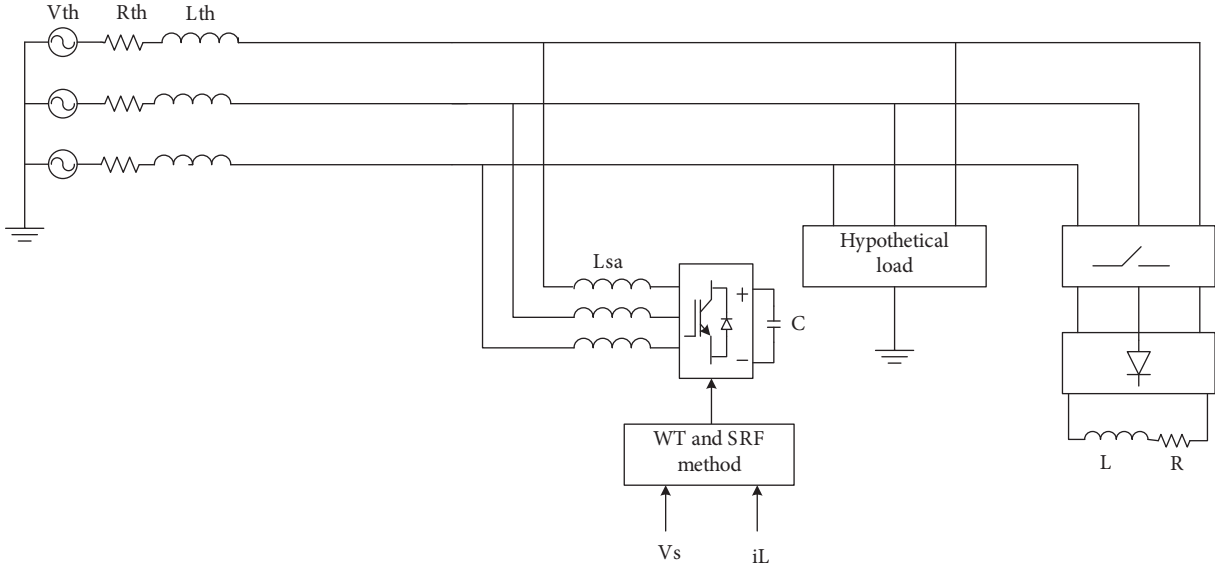 Vth Rth Lth
Hypothetical
load
Lsa
+
C
−
WT and SRF
method
L R
Vs iL